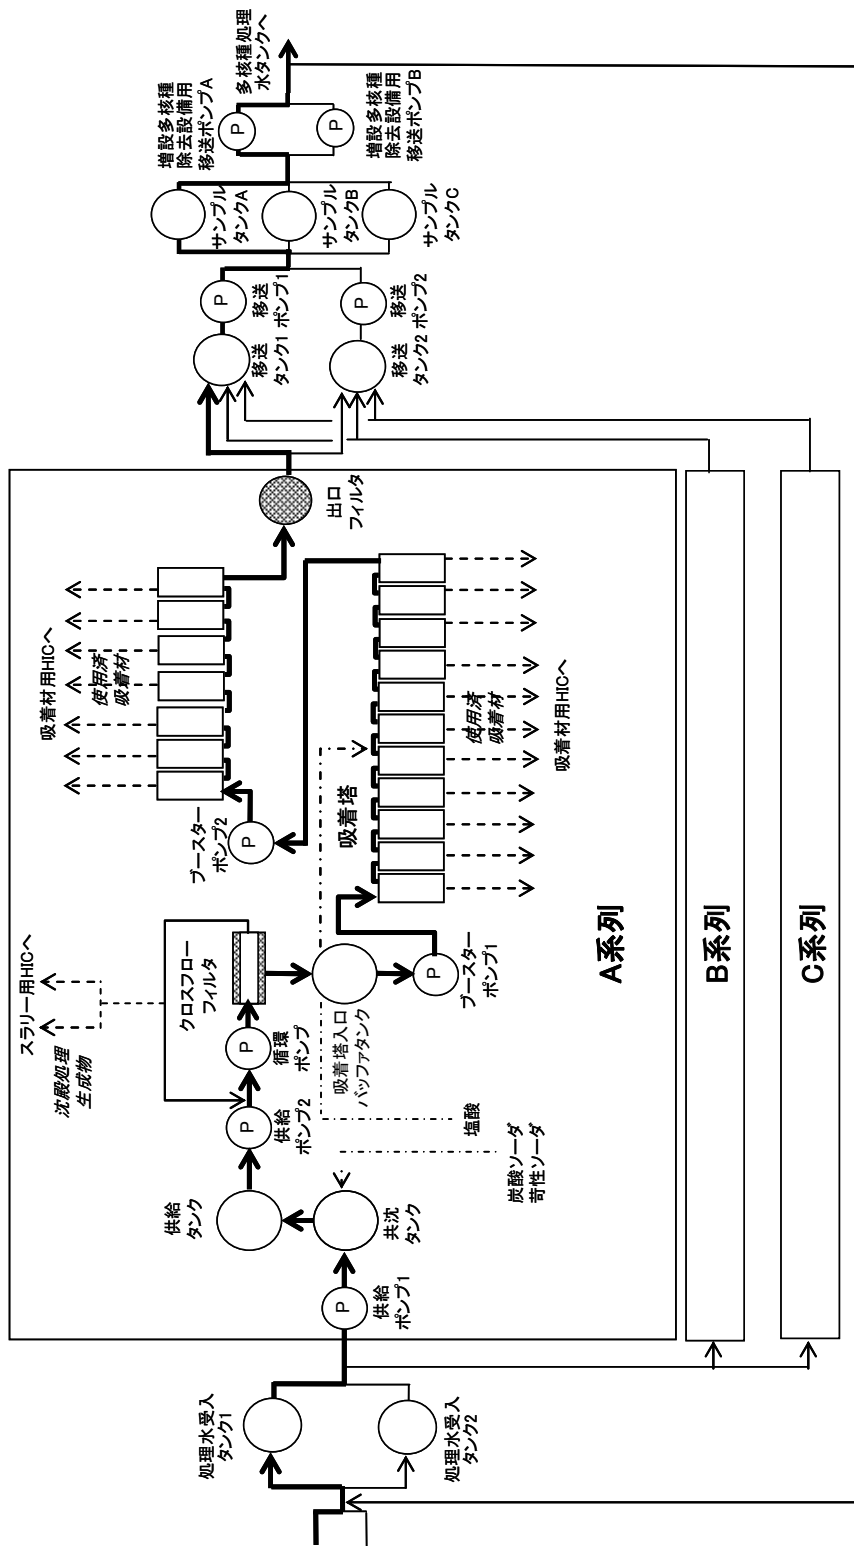 処理水受入
タンク1
処理水受入
タンク2
P
供給
ポンプ1
共沈
タンク
供給
タンク
炭酸ソーダ
苛性ソーダ
塩酸
P
供給
ポンプ2
P
循環
ポンプ
クロスフロー
フィルタ
スラリー用HICへ
沈殿処理
生成物
吸着塔入口
バッファタンク
P
ブースター
ポンプ1
吸着塔
使用済
吸着材
吸着材用HICへ
P
ブースター
ポンプ2
使用済
吸着材
吸着材用HICへ
出口
フィルタ
A系列
B系列
C系列
移送
タンク1
P
移送
ポンプ1
移送
タンク2
P
移送
ポンプ2
サンプル
タンクA
サンプル
タンクB
サンプル
タンクC
P
増設多核種
除去設備用
移送ポンプA
P
増設多核種
除去設備用
移送ポンプB
多核種処理
水タンクへ